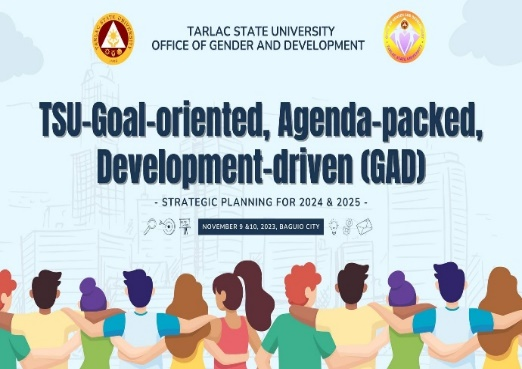 TARLAC STATE UNIVERSITY
OFFICE OF GENDER AND DEVELOPMENT
TSU-Goal-oriented, Agenda-packed,
Development-driven (GAD)
- STRATEGIC PLANNING FOR 2024 & 2025 -
NOVEMBER 9 &10, 2023, BAGUIO CITY